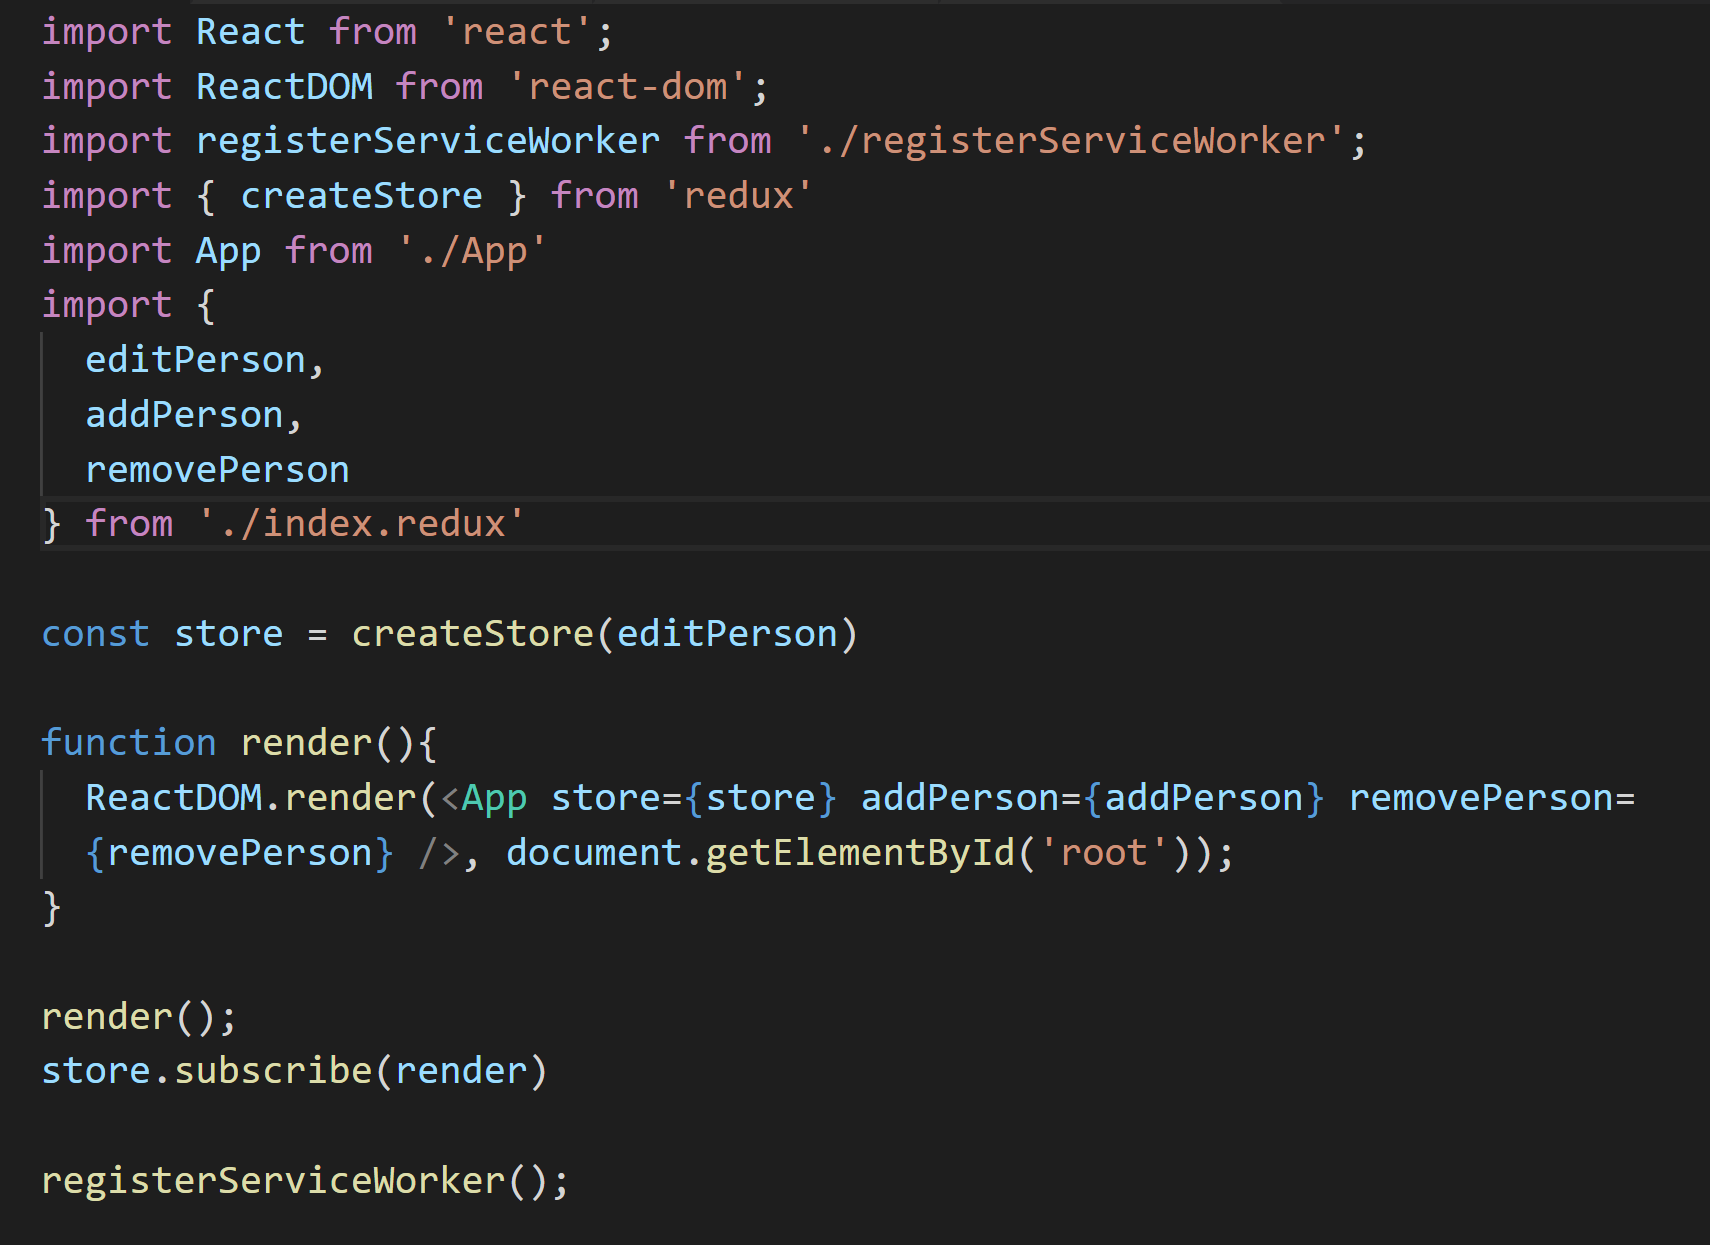 import React from 'react';
import ReactDOM from 'react-dom';
import registerServiceWorker from './registerServiceWorker';
import { createStore } from 'redux'
import App from './App'
import {
  editPerson,
  addPerson,
  removePerson
} from './index.redux'

const store = createStore(editPerson)

function render(){
  ReactDOM.render(<App store={store} addPerson={addPerson} removePerson=
  {removePerson} />, document.getElementById('root'));
}

render();
store.subscribe(render)

registerServiceWorker();